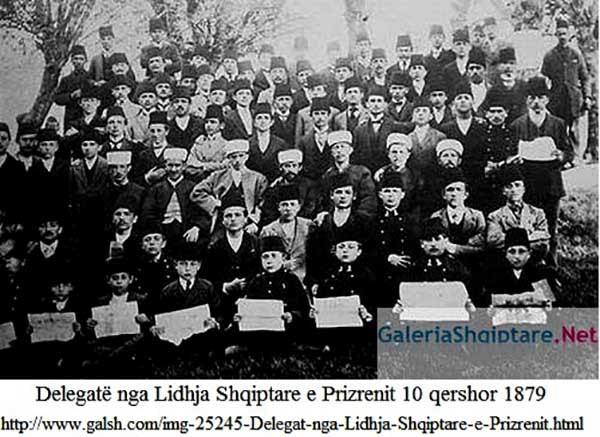 GaleriaShqiptare.Net
Delegatë nga Lidhja Shqiptare e Prizrenit 10 qershor 1879
http://www.galsh.com/img-25245-Delegat-nga-Lidhja-Shqiptare-e-Prizrenit.html